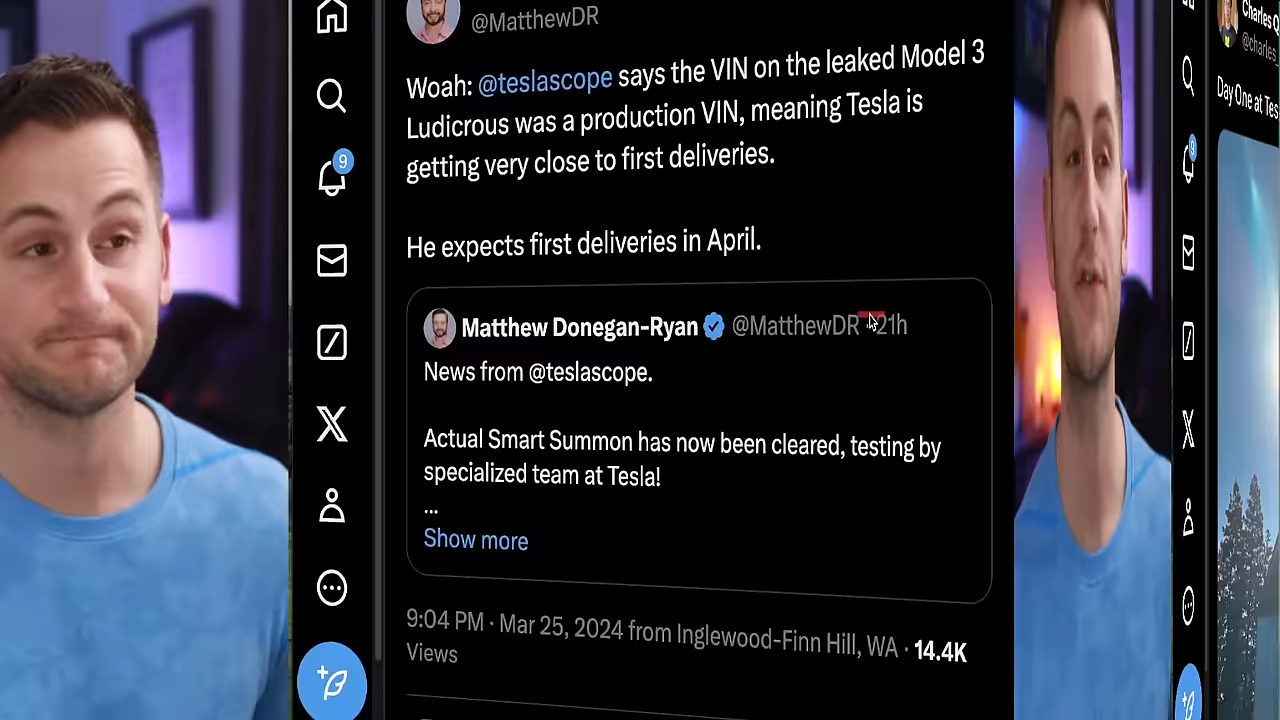 @MatthewDR
Woah: @teslascope says the VIN on the leaked Model 3
Ludicrous was a production VIN, meaning Tesla is
getting very close to first deliveries.
He expects first deliveries in April.
Matthew Donegan-Ryan @MatthewDR · 21h
News from @teslascope.
Actual Smart Summon has now been cleared, testing by
specialized team at Tesla!
...
Show more
9:04 PM · Mar 25, 2024 from Inglewood-Finn Hill, WA · 14.4K
Views
9
9
Charles
@charles_
Day One at Tes